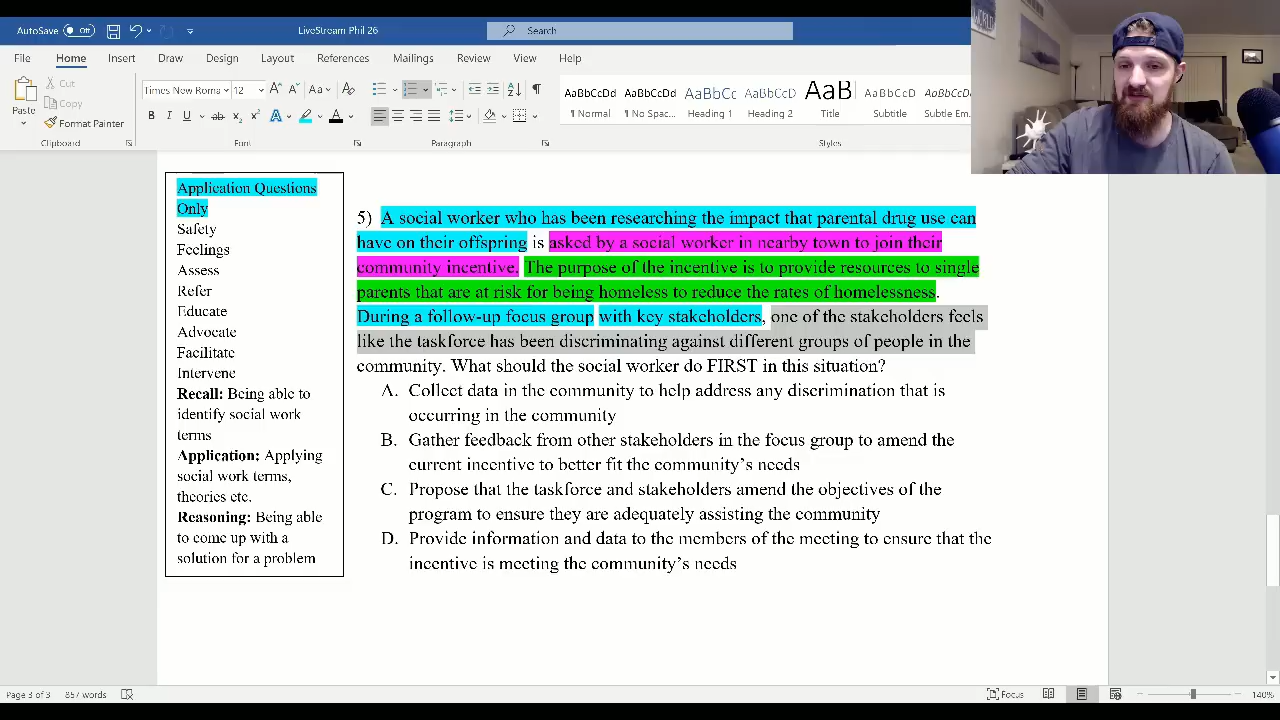 AutoSave Off
LiveStream Phil 26
Search
WORLD
File Home Insert Draw Design Layout References Mailings Review View Help
Paste
Cut
Copy
Format Painter
Times New Roma 12
AaBbCcDd AaBbCcDd AaBbCcD AaBbCcD AaB AaBbCcD AaBbCcDd
¶ Normal ¶ No Spac... Heading 1 Heading 2 Title Subtitle Subtle Em...
Clipboard Font Paragraph Styles
Application Questions
Only
Safety
Feelings
Assess
Refer
Educate
Advocate
Facilitate
Intervene
Recall: Being able to
identify social work
terms
Application: Applying
social work terms,
theories etc.
Reasoning: Being able
to come up with a
solution for a problem
5) A social worker who has been researching the impact that parental drug use can
have on their offspring is asked by a social worker in nearby town to join their
community incentive. The purpose of the incentive is to provide resources to single
parents that are at risk for being homeless to reduce the rates of homelessness.
During a follow-up focus group with key stakeholders, one of the stakeholders feels
like the taskforce has been discriminating against different groups of people in the
community. What should the social worker do FIRST in this situation?
A. Collect data in the community to help address any discrimination that is
occurring in the community
B. Gather feedback from other stakeholders in the focus group to amend the
current incentive to better fit the community's needs
C. Propose that the taskforce and stakeholders amend the objectives of the
program to ensure they are adequately assisting the community
D. Provide information and data to the members of the meeting to ensure that the
incentive is meeting the community's needs
Page 3 of 3 857 words
Focus
140%